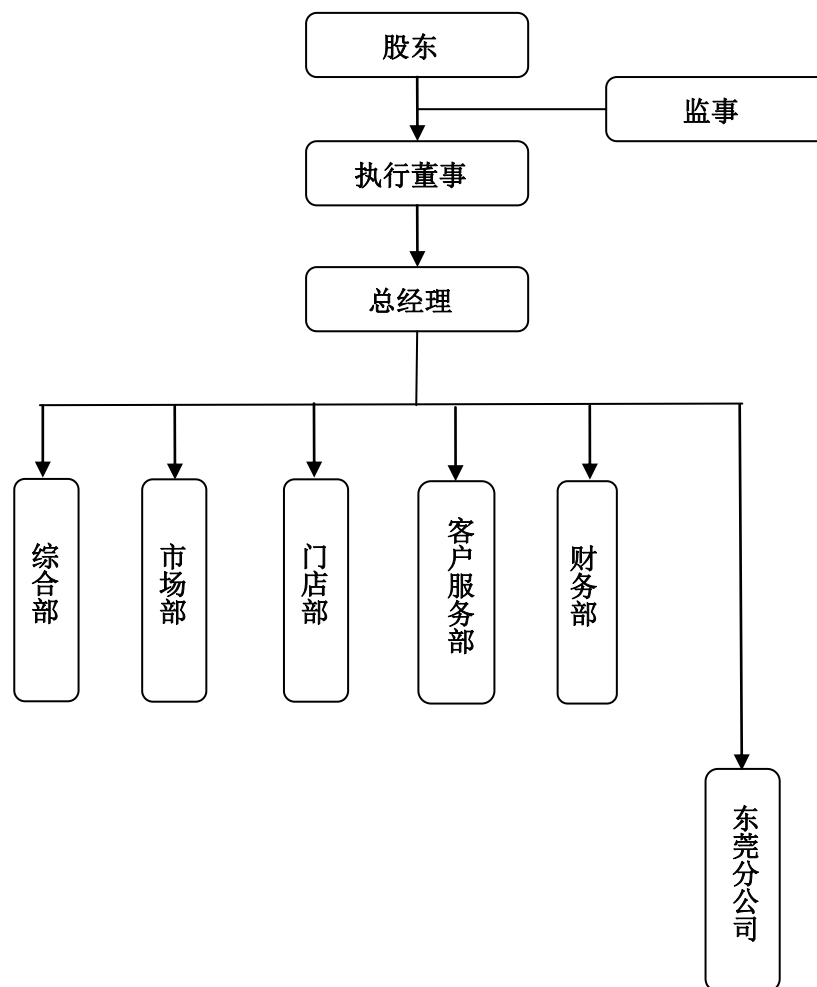 股东
监事
执行董事
总经理
综合部
市场部
门店部
客户服务部
财务部
东莞分公司